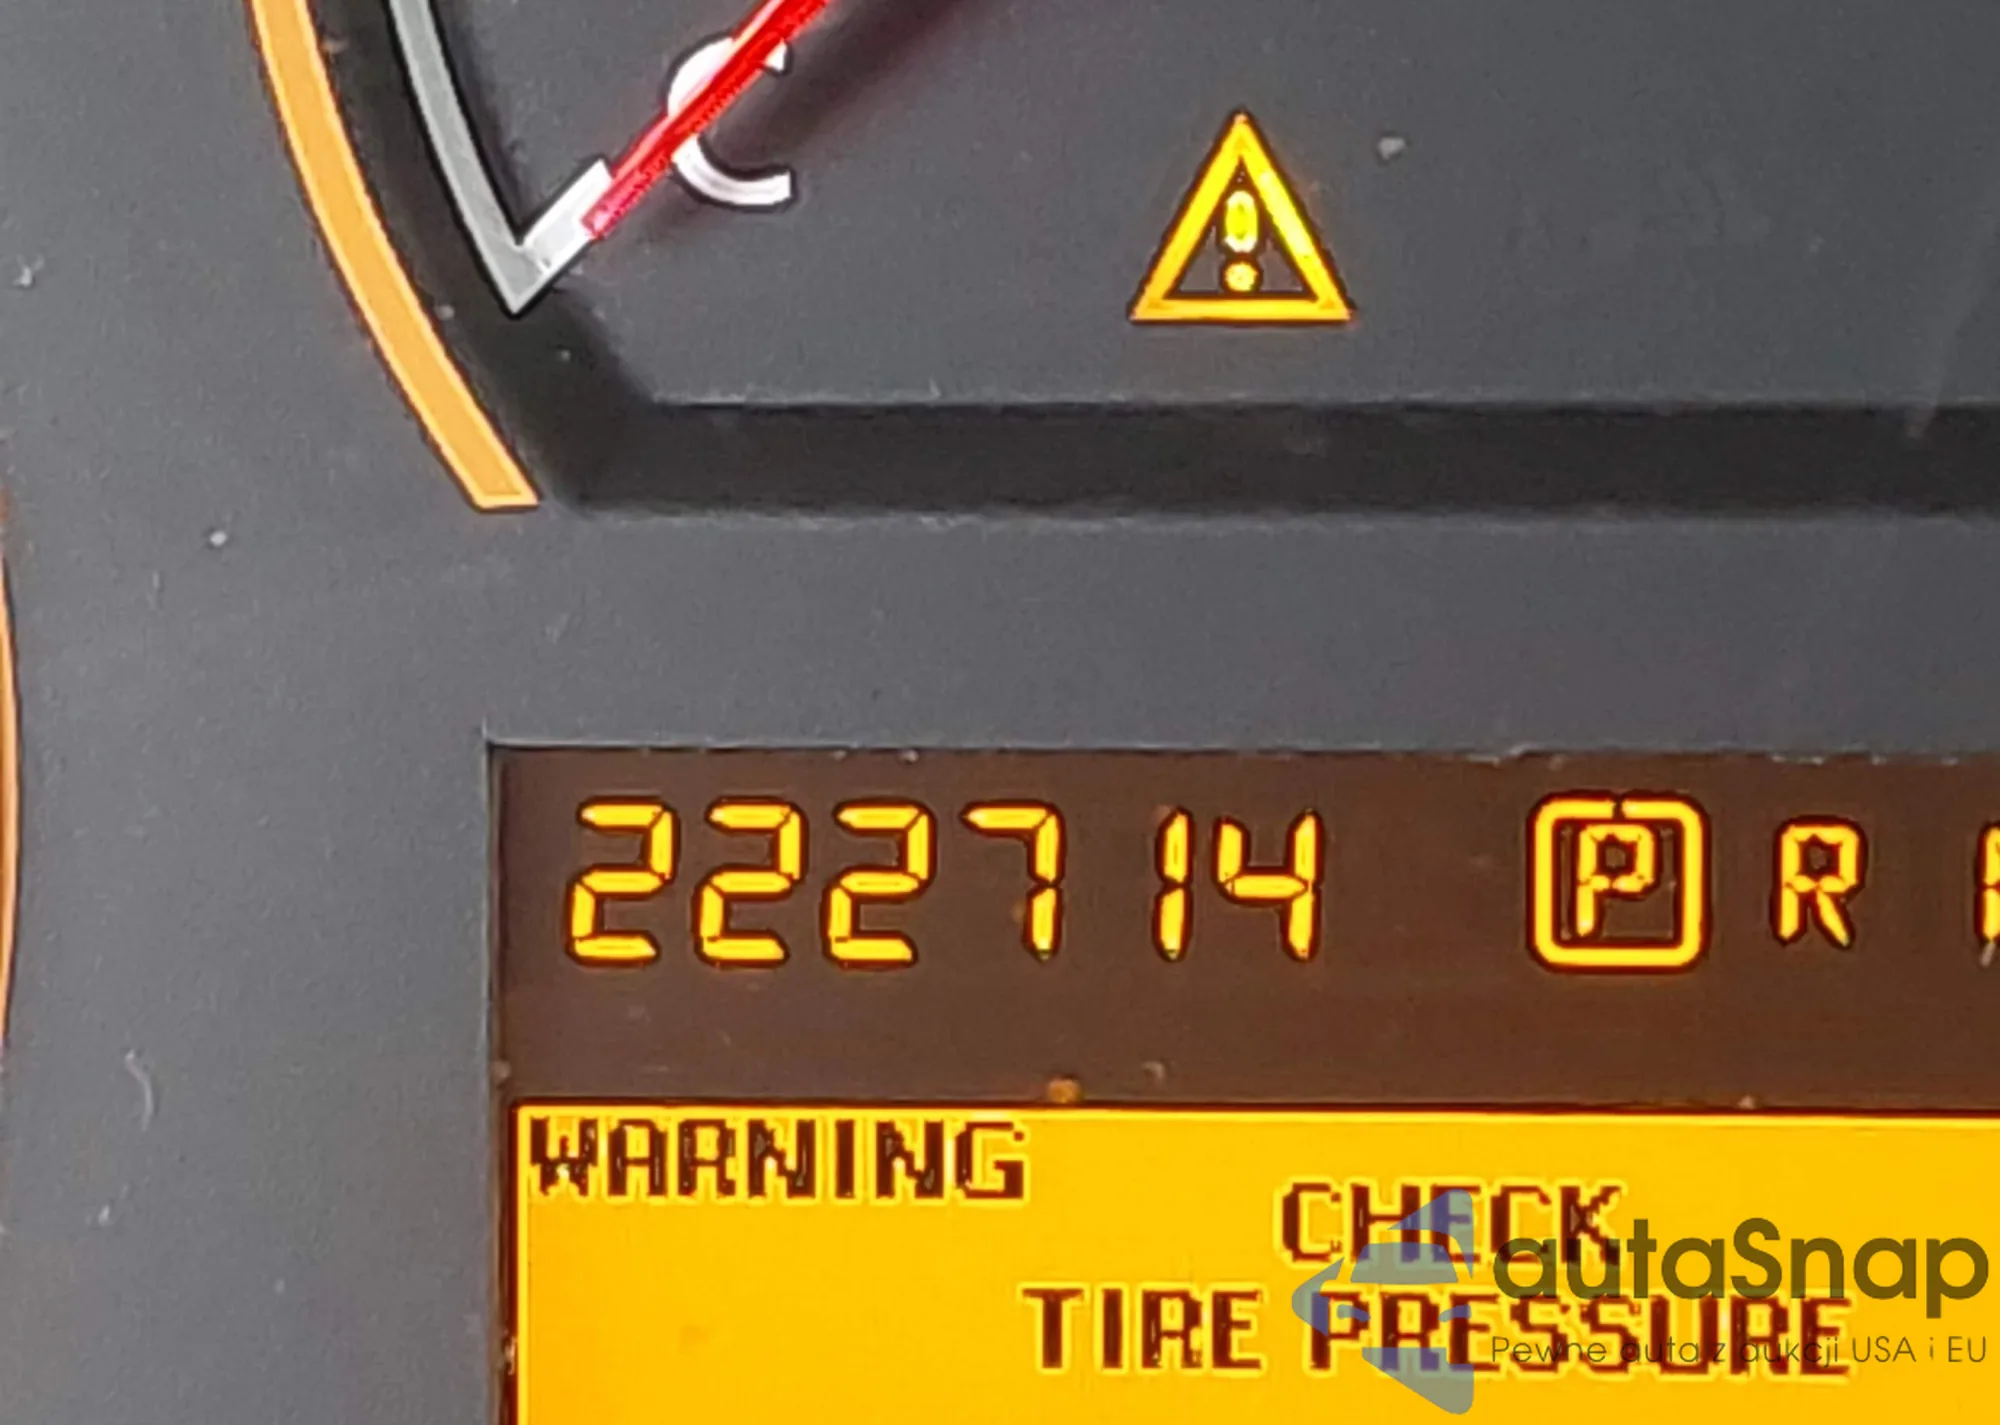 C
222714 P R
WARNING
CHECK
TIRE PRESSURE
autaSnap
Pewne auta z aukcji USA i EU